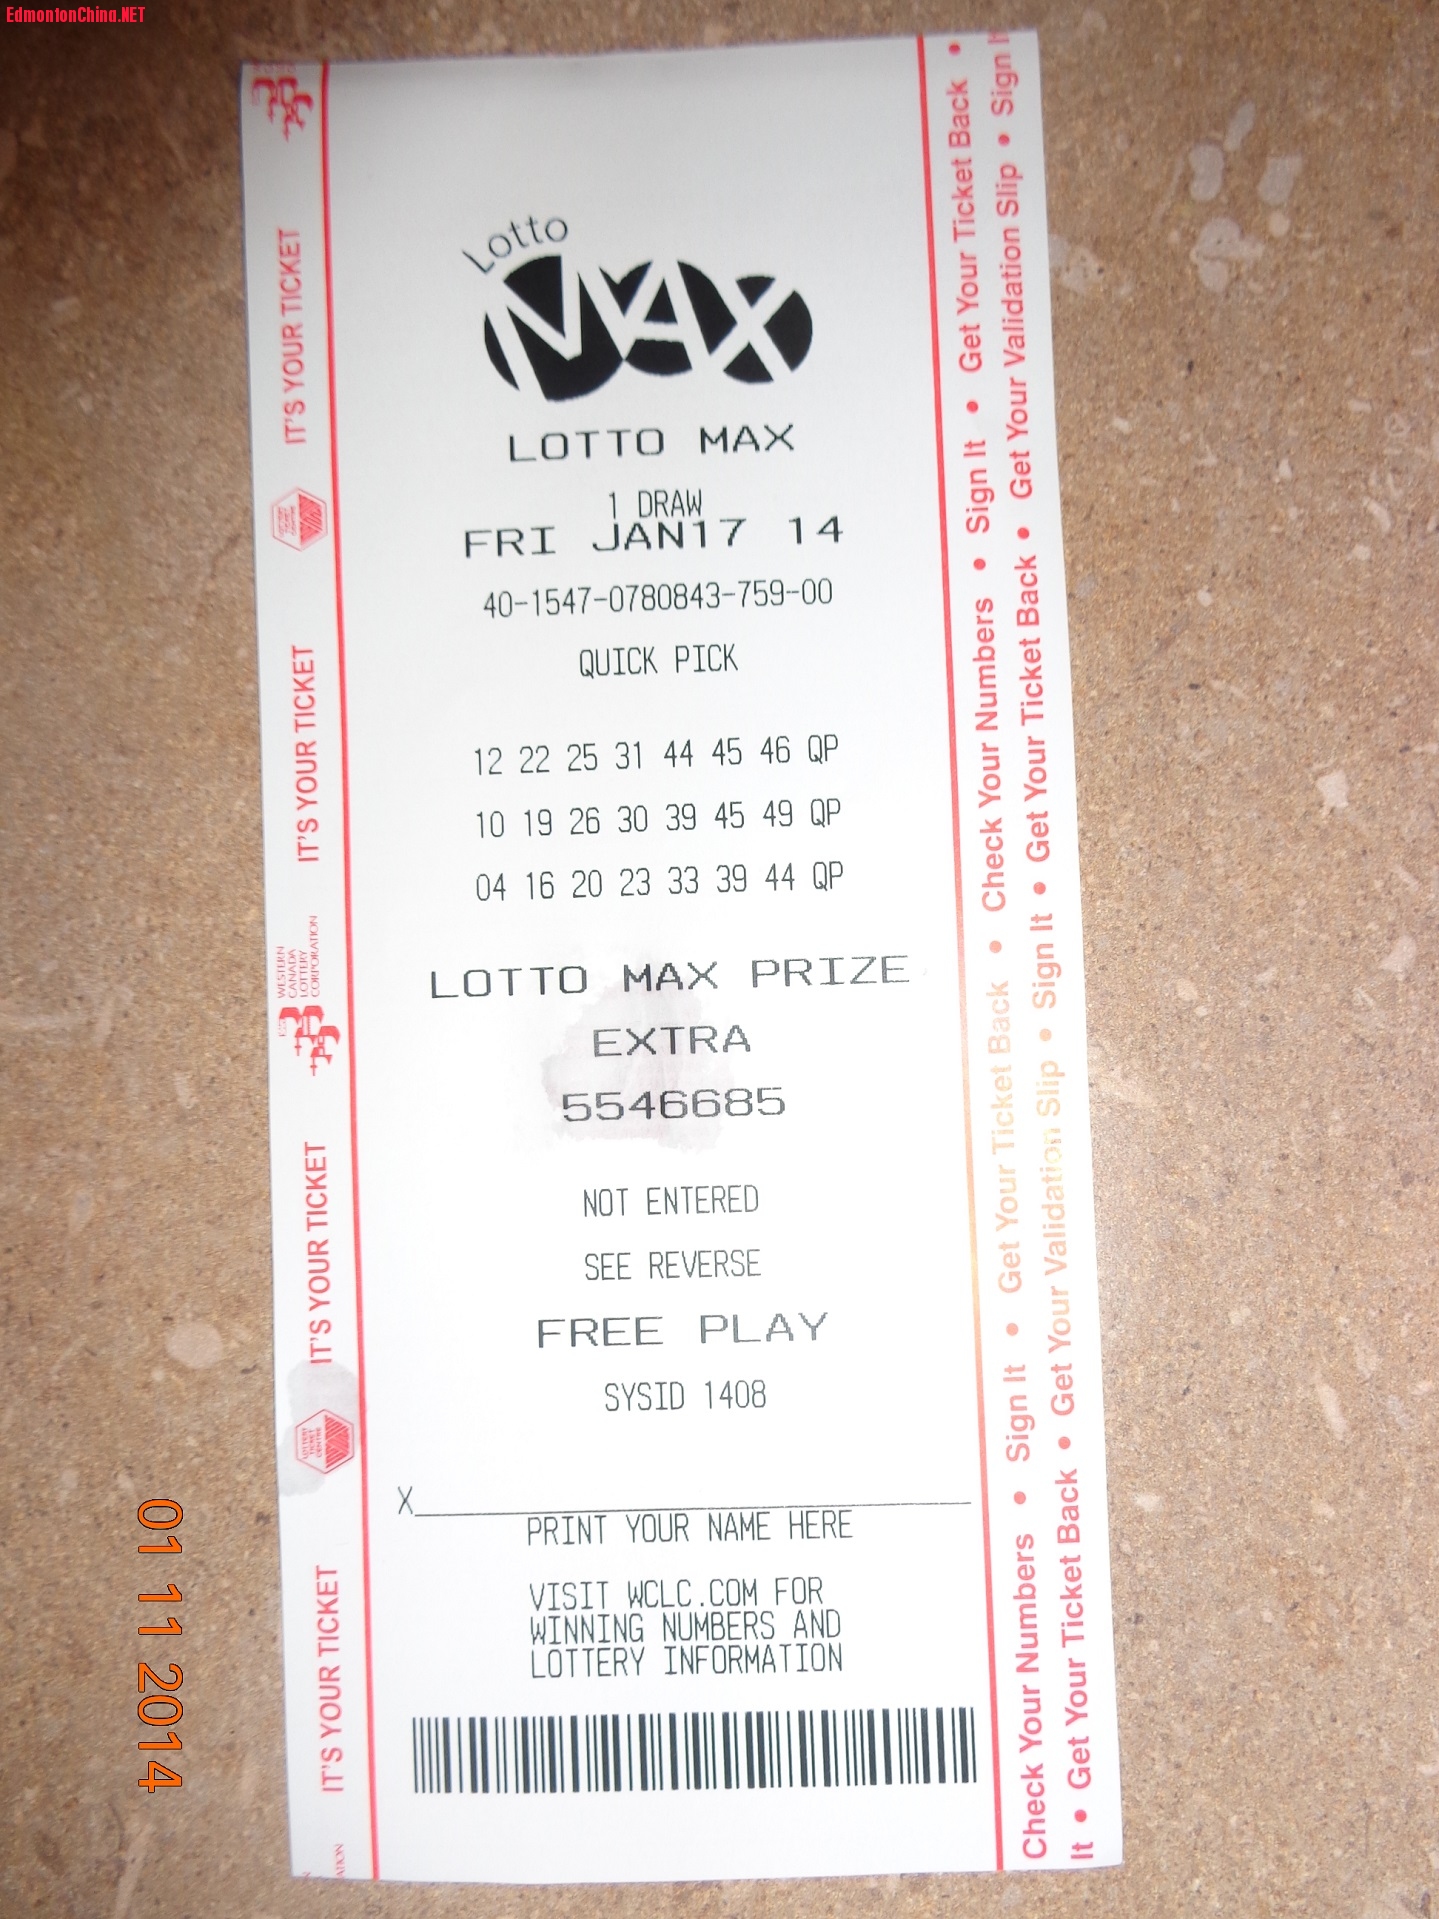 EdmontonChina.NET
Lotto
MAX
LOTTO MAX
1 DRAW
FRI JAN17 14
40-1547-0780843-759-00
QUICK PICK
12 22 25 31 44 45 46 QP
10 19 26 30 39 45 49 QP
04 16 20 23 33 39 44 QP
LOTTO MAX PRIZE
EXTRA
5546685
NOT ENTERED
SEE REVERSE
FREE PLAY
SYSID 1408
X
PRINT YOUR NAME HERE
VISIT WCLC.COM FOR
WINNING NUMBERS AND
LOTTERY INFORMATION
IT'S YOUR TICKET
LOTTERY
TICKET
CENTRE
IT'S YOUR TICKET
WESTERN
CANADA
LOTTERY
CORPORATION
IT'S YOUR TICKET
LOTTERY
TICKET
CENTRE
IT'S YOUR TICKET
Check Your Numbers • Sign It • Get Your Ticket Back • Check Your Numbers • Sign It • Get Your Ticket Back •
It • Get Your Ticket Back • Get Your Validation Slip • Sign It • Get Your Ticket Back • Get Your Validation Slip • Sign It
01 11 2014